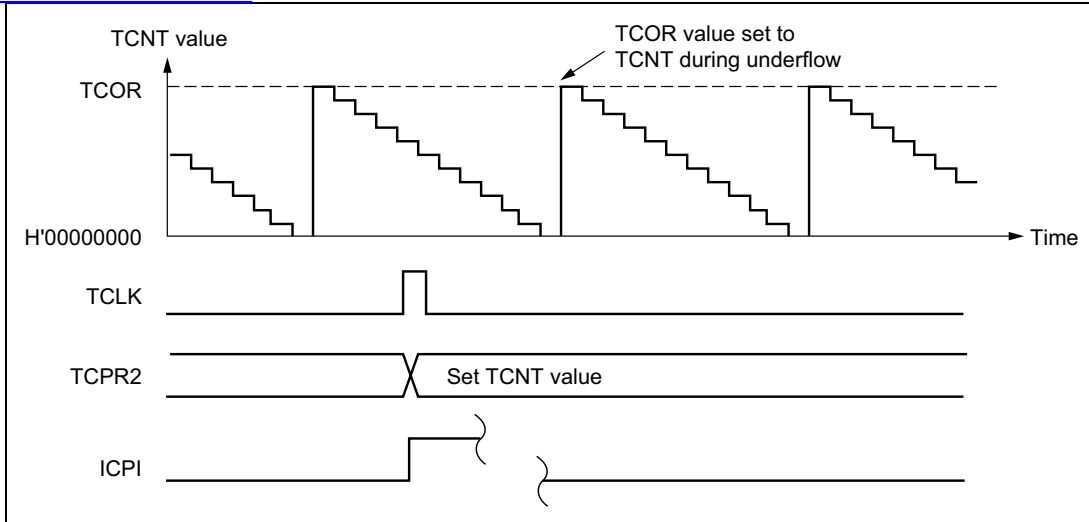 TCNT value
TCOR value set to
TCNT during underflow
TCOR
H'00000000
Time
TCLK
TCPR2
Set TCNT value
ICPI